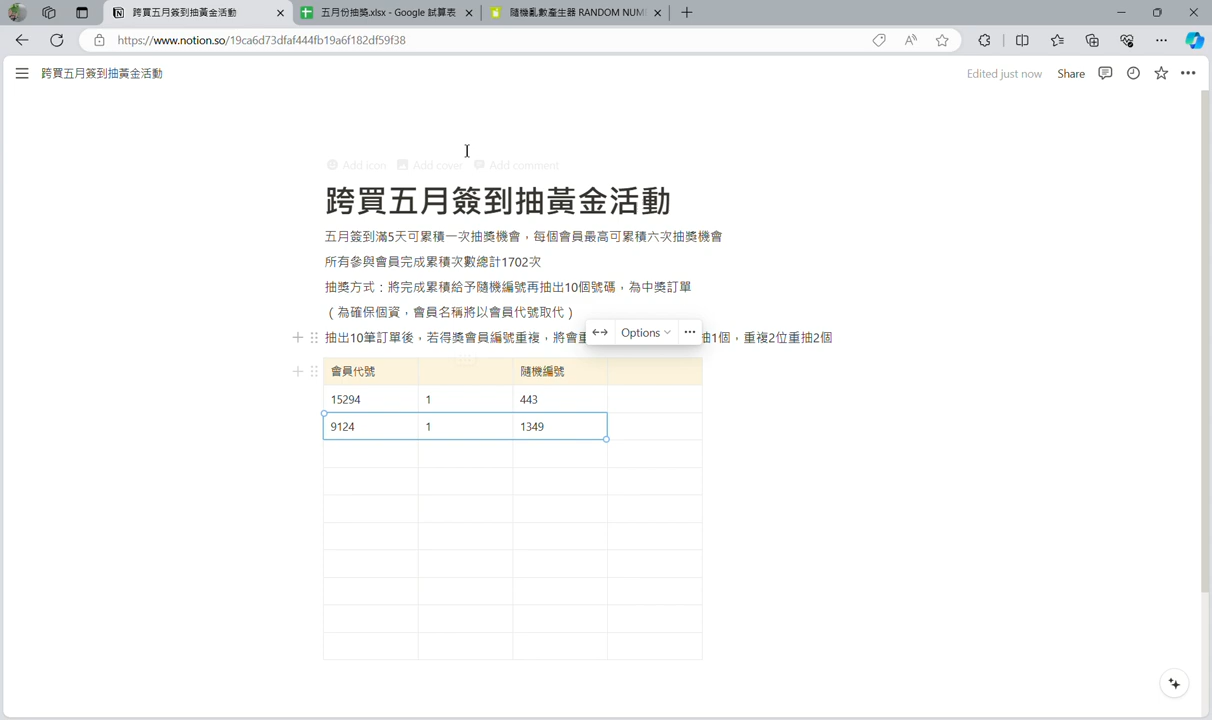 跨買五月簽到抽黃金活動
五月份抽獎.xlsx - Google 試算表
隨機亂數產生器 RANDOM NUM
https://www.notion.so/19ca6d73dfaf444fb19a6f182df59f38
跨買五月簽到抽黃金活動
Edited just now
Share
Add icon
Add cover
Add comment
跨買五月簽到抽黃金活動
五月簽到滿5天可累積一次抽獎機會，每個會員最高可累積六次抽獎機會
所有參與會員完成累積次數總計1702次
抽獎方式：將完成累積給予隨機編號再抽出10個號碼，為中獎訂單
（為確保個資，會員名稱將以會員代號取代）
抽出10筆訂單後，若得獎會員編號重複，將會重 抽1個，重複2位重抽2個
Options
會員代號 隨機編號
15294 1 443
9124 1 1349